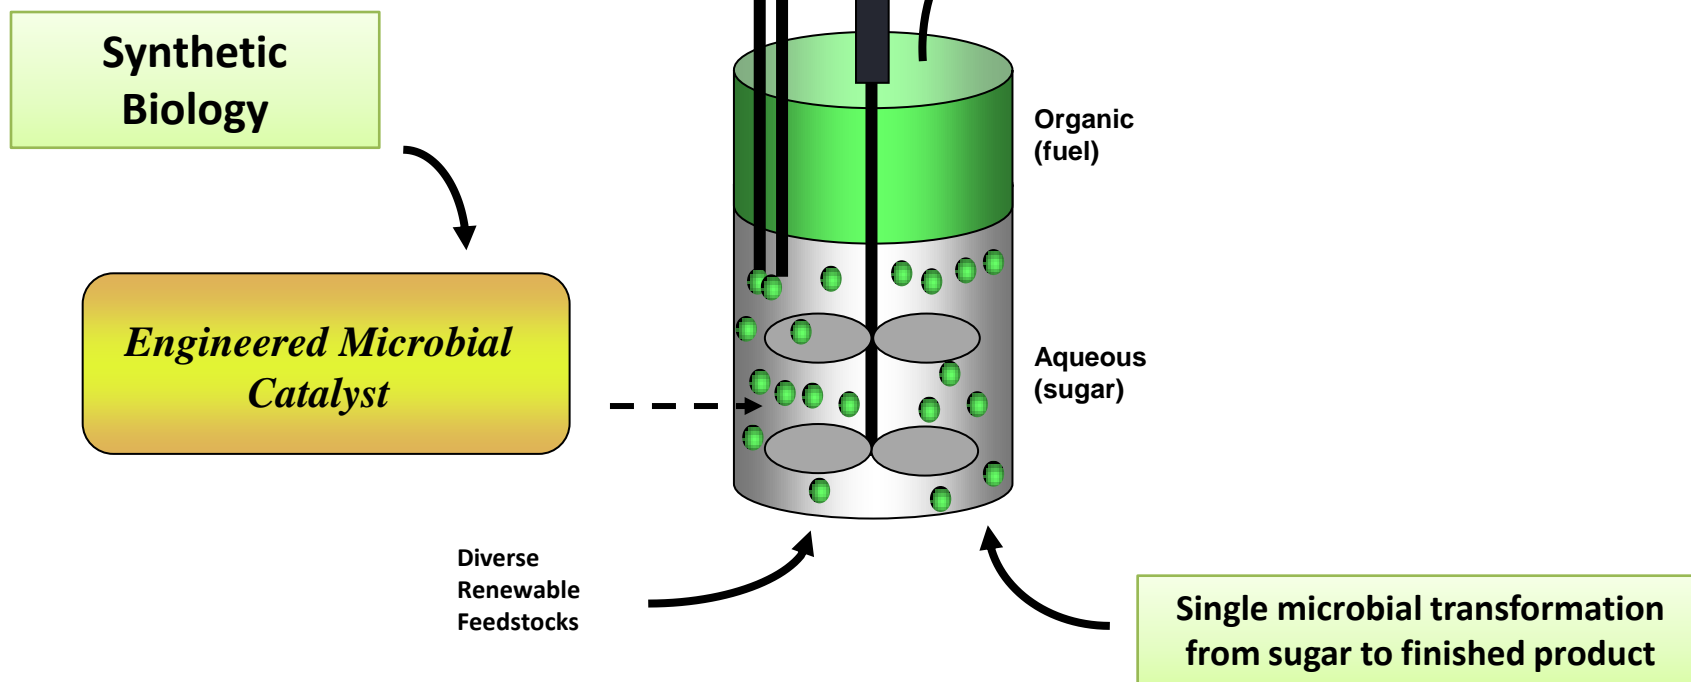 Synthetic
Biology
Organic
(fuel)
Engineered Microbial
Catalyst
Aqueous
(sugar)
Diverse
Renewable
Feedstocks
Single microbial transformation
from sugar to finished product